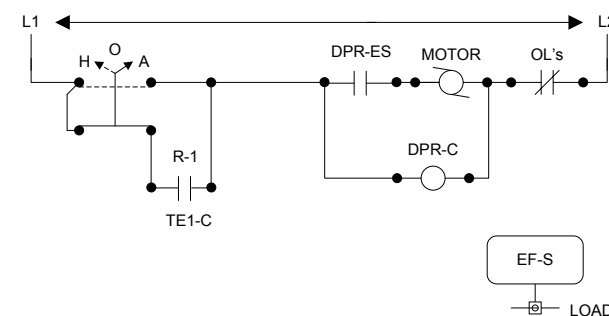 L1
L2
H
O
A
DPR-ES
MOTOR
OL's
R-1
TE1-C
DPR-C
EF-S
LOAD